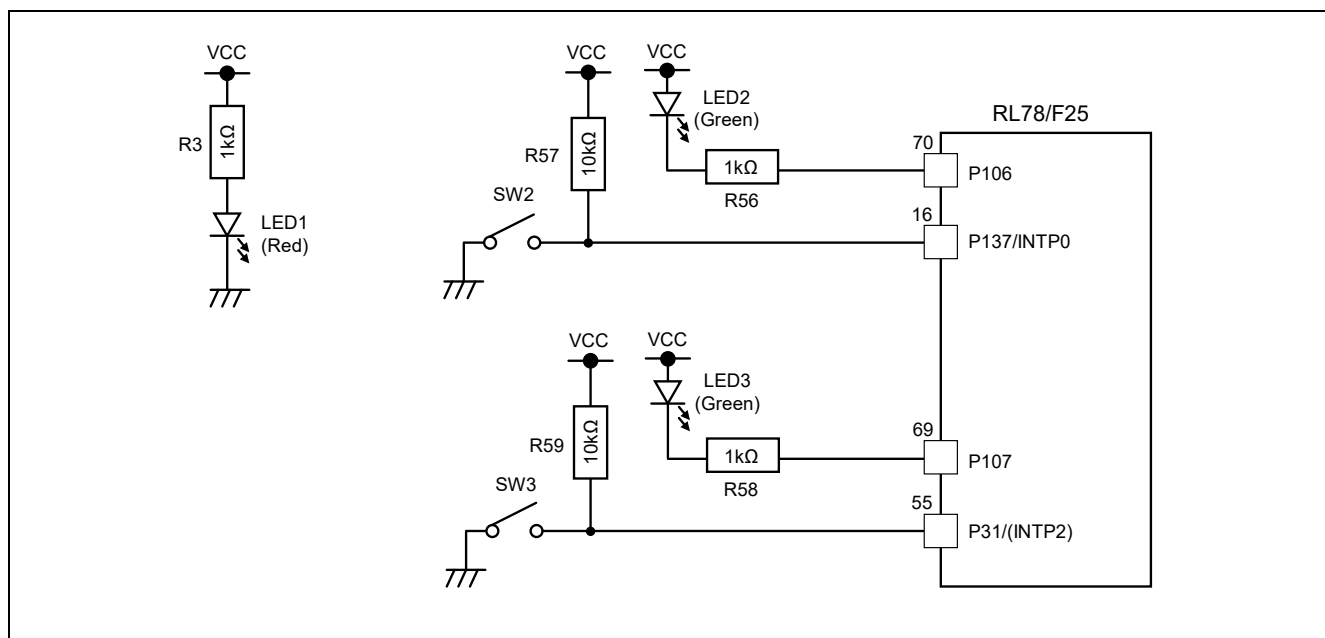 VCC
R3
1kΩ
LED1
(Red)
VCC
R57
10kΩ
SW2
VCC
LED2
(Green)
1kΩ
R56
RL78/F25
70
P106
16
P137/INTP0
VCC
R59
10kΩ
SW3
VCC
LED3
(Green)
1kΩ
R58
69
P107
55
P31/(INTP2)